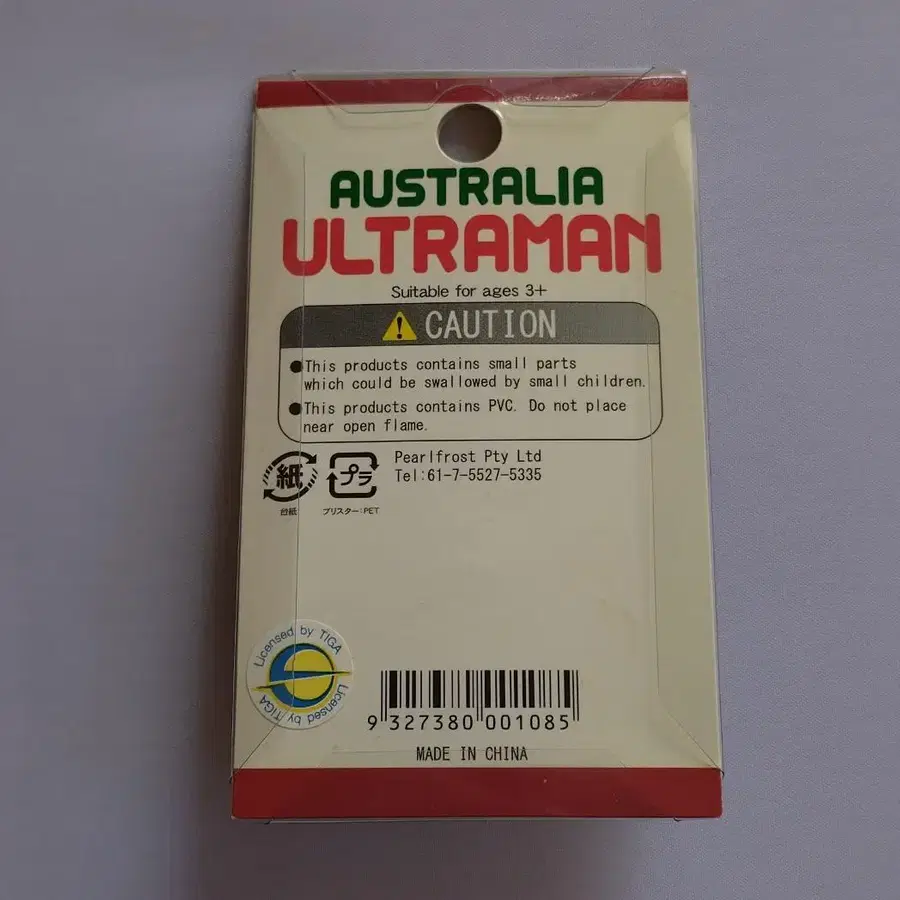 AUSTRALIA
ULTRAMAN
Suitable for ages 3+
CAUTION
●This products contains small parts
which could be swallowed by small children.
●This products contains PVC. Do not place
near open flame.
紙
台紙
プラ
ブリスター:PET
Pearlfrost Pty Ltd
Tel:61-7-5527-5335
Licensed by TIGA
Licensed by TIGA
9 327380 001085
MADE IN CHINA